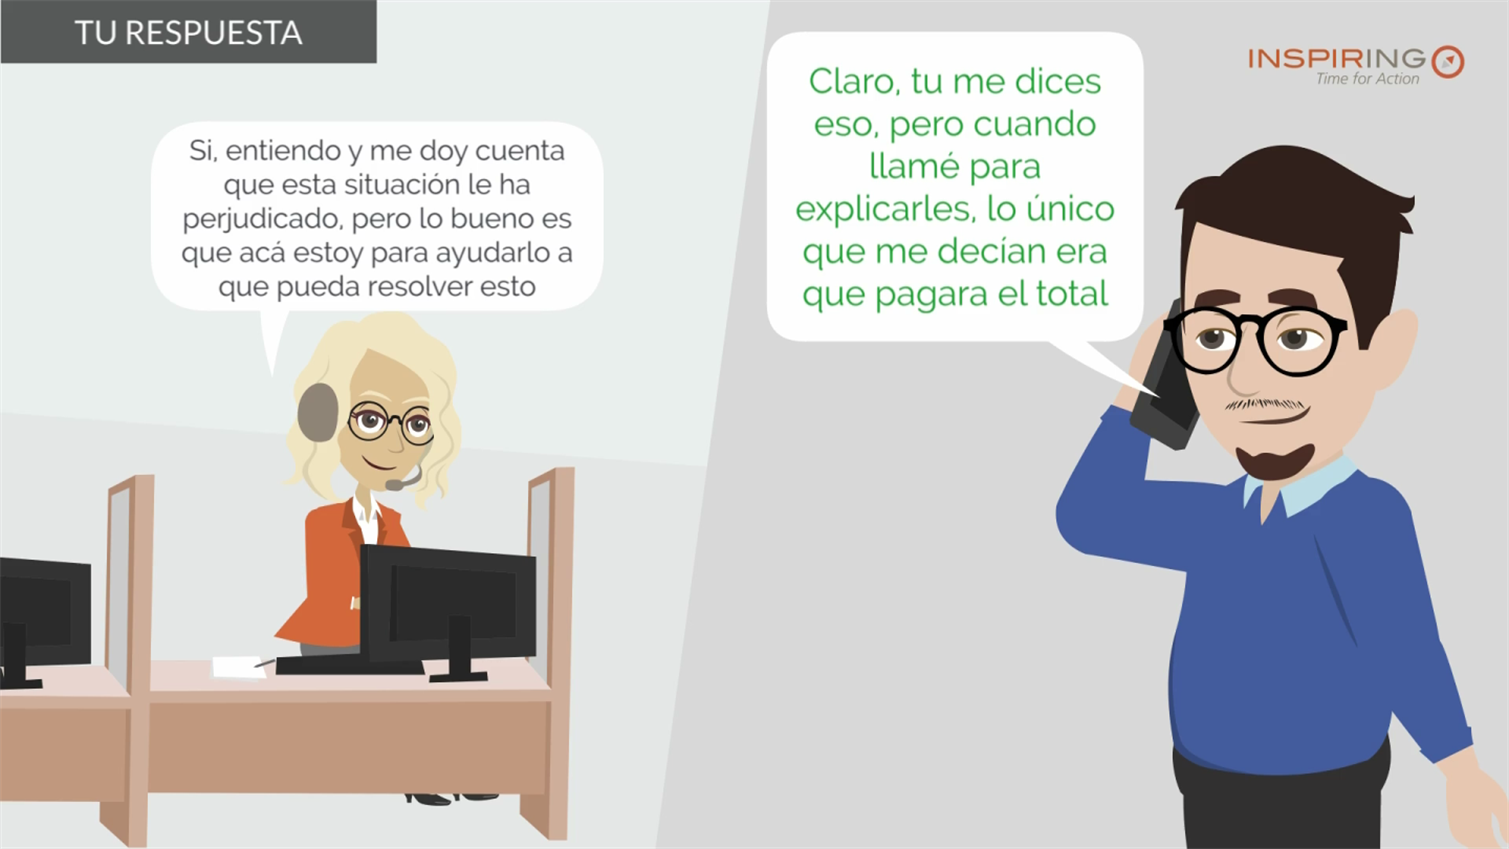 TU RESPUESTA
Si, entiendo y me doy cuenta
que esta situación le ha
perjudicado, pero lo bueno es
que acá estoy para ayudarlo a
que pueda resolver esto
Claro, tu me dices
eso, pero cuando
llamé para
explicarles, lo único
que me decían era
que pagara el total
INSPIRING
Time for Action